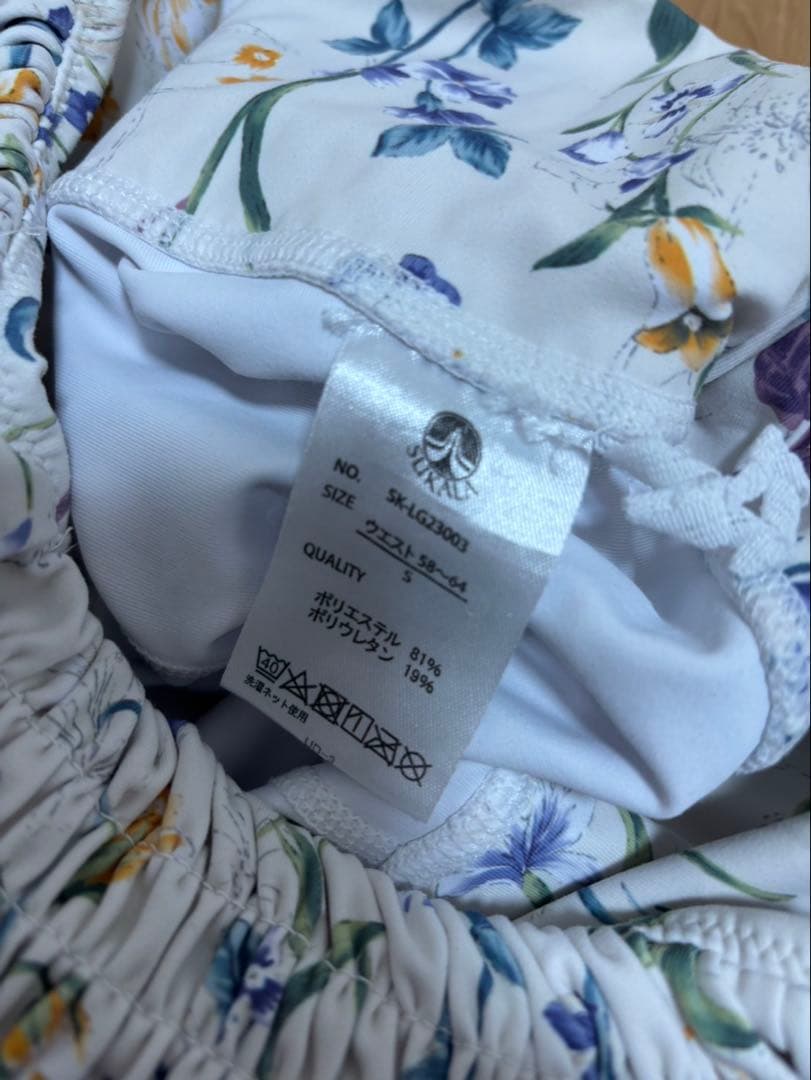 SUKALA
NO. SK-LG23003
SIZE ウエスト 58～64
S
QUALITY
ポリエステル 81%
ポリウレタン 19%
40
洗濯ネット使用